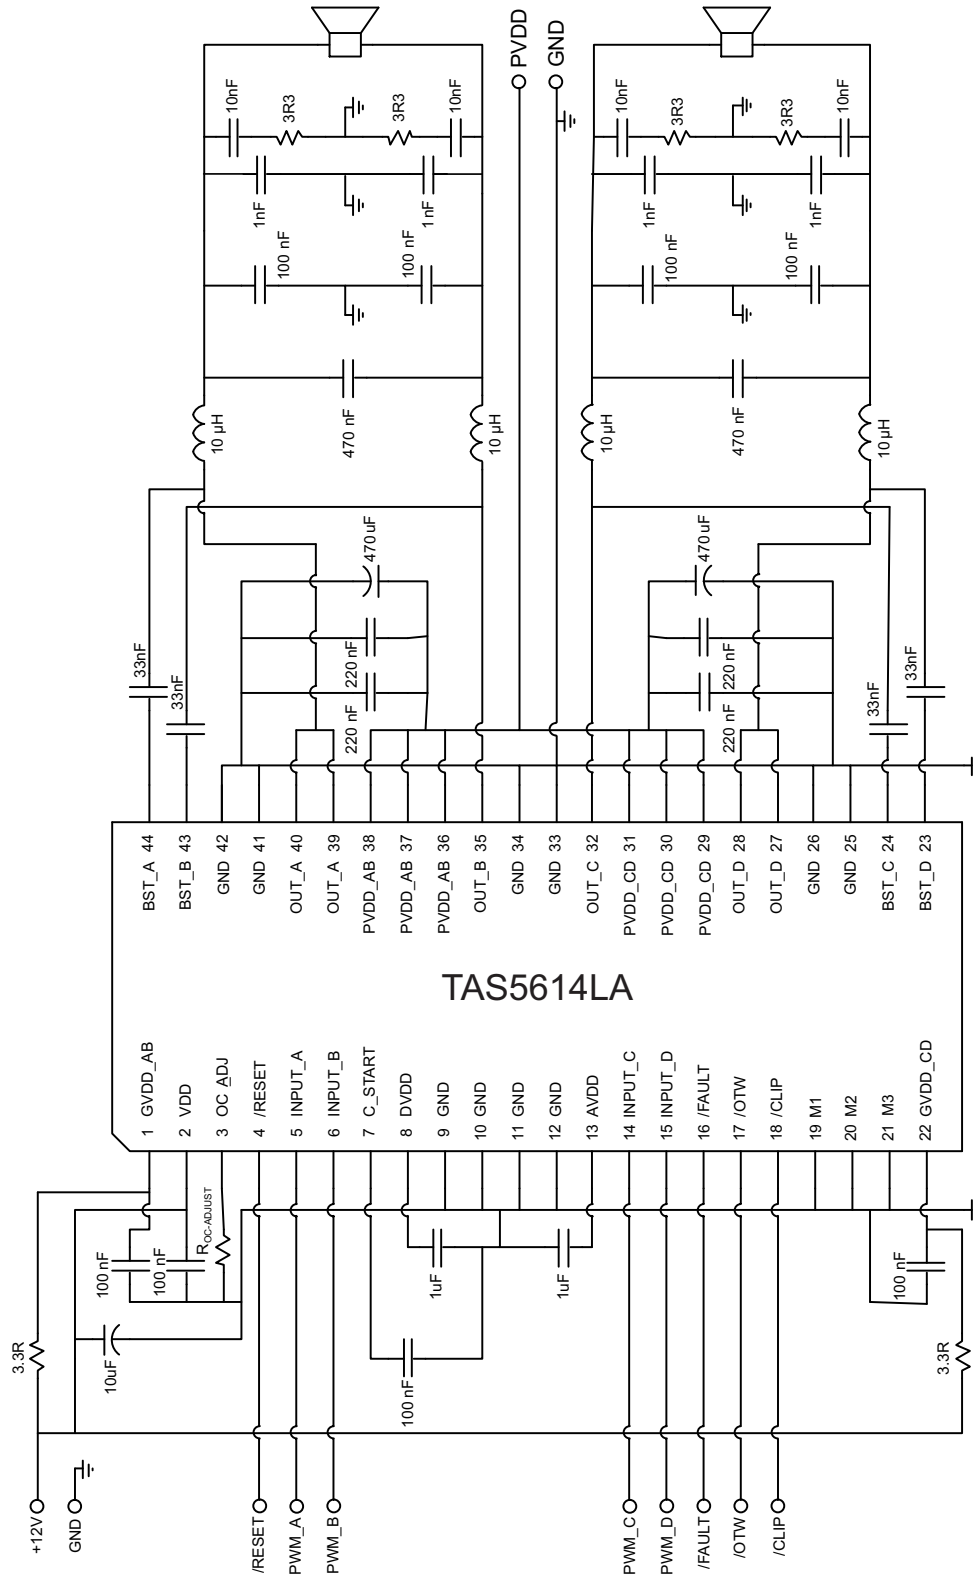 PVDD
GND
10nF
3R3
3R3
10nF
10nF
3R3
3R3
10nF
1nF
1nF
1nF
1nF
100 nF
100 nF
100 nF
100 nF
470 nF
470 nF
10 µH
10 µH
10 µH
10 µH
470uF
470uF
220 nF
220 nF
220 nF
220 nF
33nF
33nF
33nF
33nF
BST_A 44
BST_B 43
GND 42
GND 41
OUT_A 40
OUT_A 39
PVDD_AB 38
PVDD_AB 37
PVDD_AB 36
OUT_B 35
GND 34
GND 33
OUT_C 32
PVDD_CD 31
PVDD_CD 30
PVDD_CD 29
OUT_D 28
OUT_D 27
GND 26
GND 25
BST_C 24
BST_D 23
TAS5614LA
1 GVDD_AB
2 VDD
3 OC_ADJ
4 /RESET
5 INPUT_A
6 INPUT_B
7 C_START
8 DVDD
9 GND
10 GND
11 GND
12 GND
13 AVDD
14 INPUT_C
15 INPUT_D
16 /FAULT
17 /OTW
18 /CLIP
19 M1
20 M2
21 M3
22 GVDD_CD
100 nF
100 nF
ROC-ADJUST
1uF
1uF
100 nF
3.3R
10uF
100 nF
3.3R
+12V
GND
/RESET
PWM_A
PWM_B
PWM_C
PWM_D
/FAULT
/OTW
/CLIP